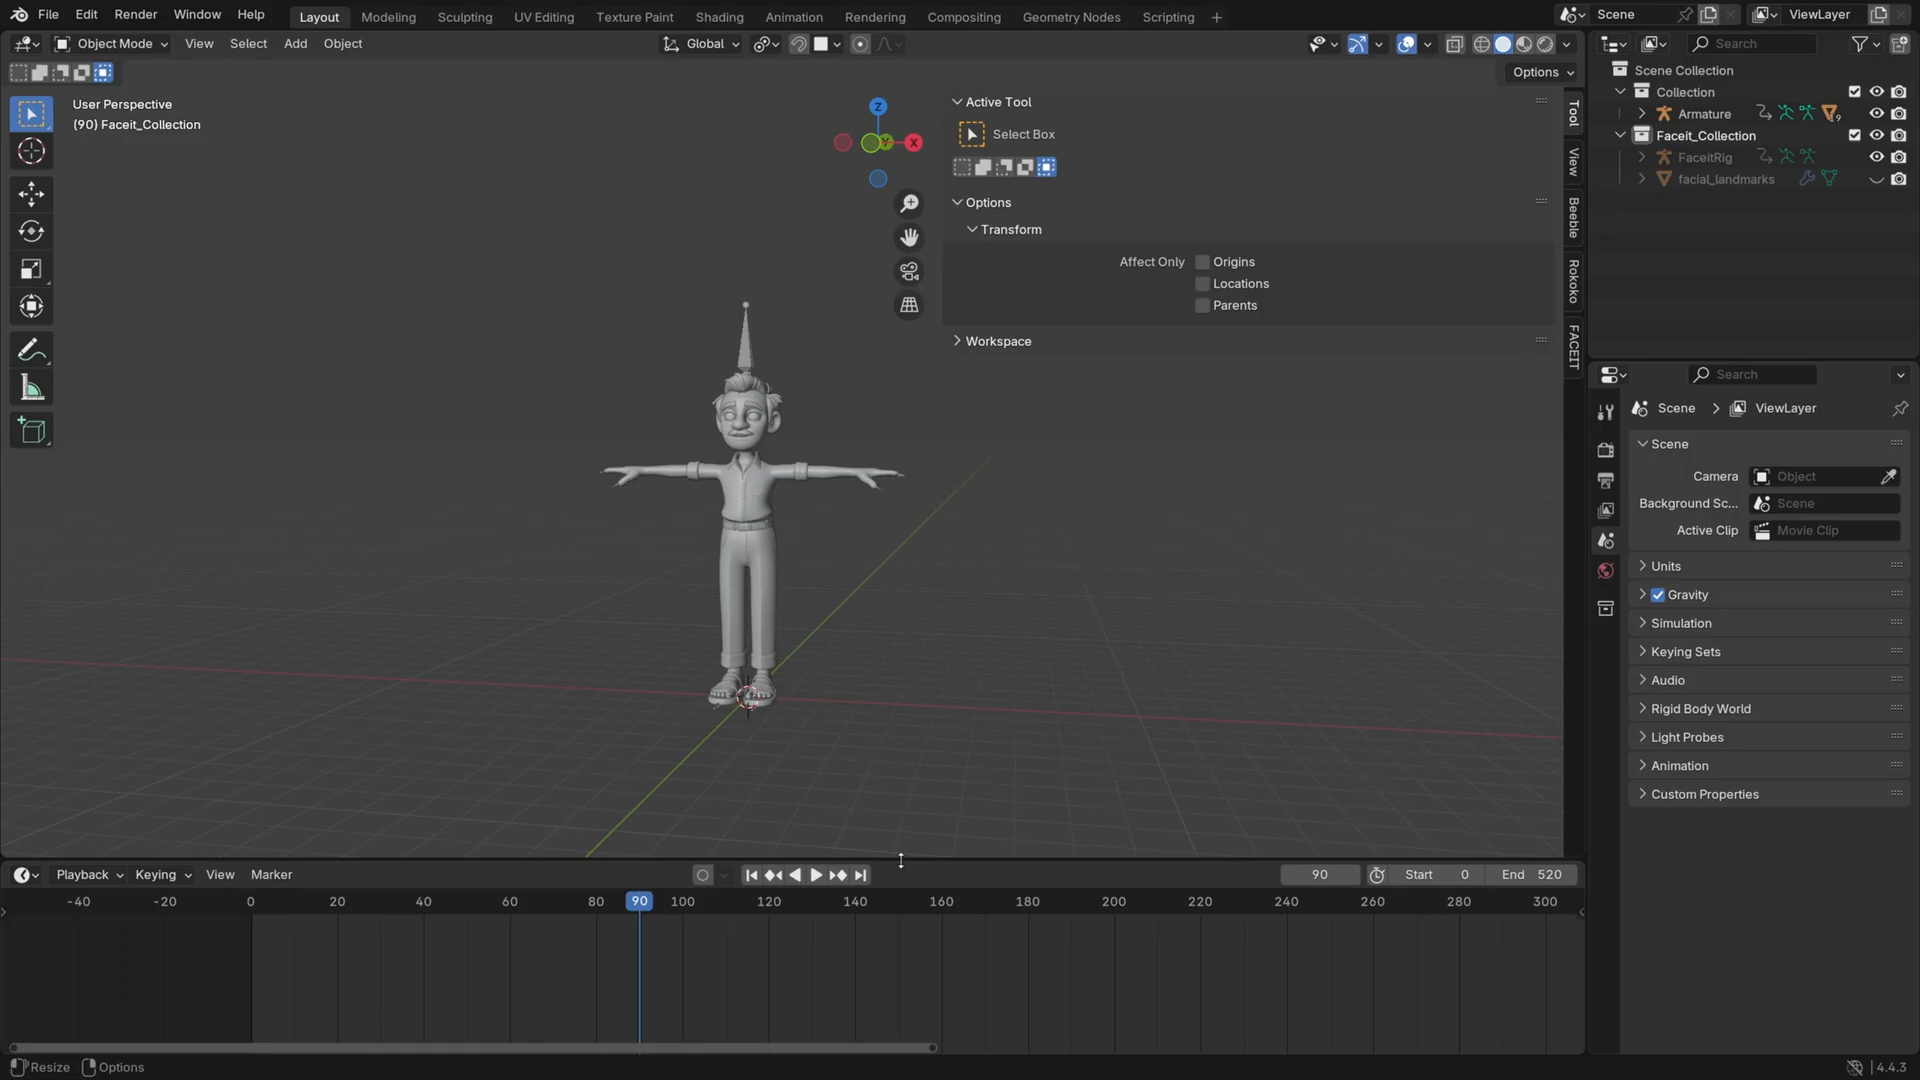 File Edit Render Window Help Layout Modeling Sculpting UV Editing Texture Paint Shading Animation Rendering Compositing Geometry Nodes Scripting + Scene ViewLayer
Object Mode View Select Add Object Global Search
Options
User Perspective
(90) Faceit_Collection
Z
X
Y
Active Tool
Select Box
Options
Transform
Affect Only Origins
Locations
Parents
Workspace
Tool
View
Beeble
Rokoko
FACEIT
Scene Collection
Collection
Armature 9
Faceit_Collection
FaceitRig
facial_landmarks
Search
Scene ViewLayer
Scene
Camera Object
Background Sc... Scene
Active Clip Movie Clip
Units
Gravity
Simulation
Keying Sets
Audio
Rigid Body World
Light Probes
Animation
Custom Properties
Playback Keying View Marker 90 Start 0 End 520
-40 -20 0 20 40 60 80 90 100 120 140 160 180 200 220 240 260 280 300
Resize Options 4.4.3